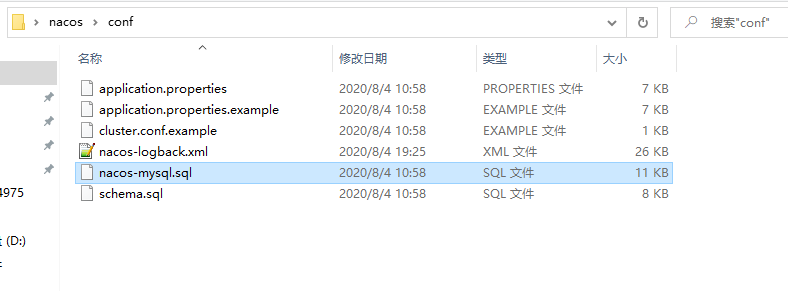 nacos > conf
搜索"conf"
名称 修改日期 类型 大小
application.properties 2020/8/4 10:58 PROPERTIES 文件 7 KB
application.properties.example 2020/8/4 10:58 EXAMPLE 文件 7 KB
cluster.conf.example 2020/8/4 10:58 EXAMPLE 文件 1 KB
nacos-logback.xml 2020/8/4 19:25 XML 文件 26 KB
nacos-mysql.sql 2020/8/4 10:58 SQL 文件 11 KB
schema.sql 2020/8/4 10:58 SQL 文件 8 KB
4975
(D:)